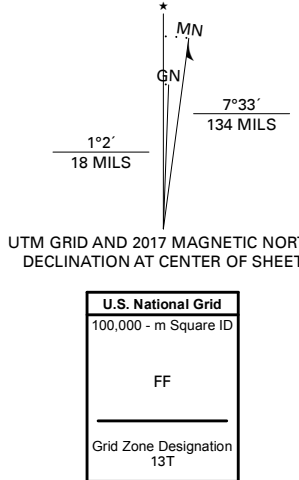 ★
MN
GN
7°33´
134 MILS
1°2´
18 MILS
UTM GRID AND 2017 MAGNETIC NORT
DECLINATION AT CENTER OF SHEET
U.S. National Grid
100,000 - m Square ID
FF
Grid Zone Designation
13T